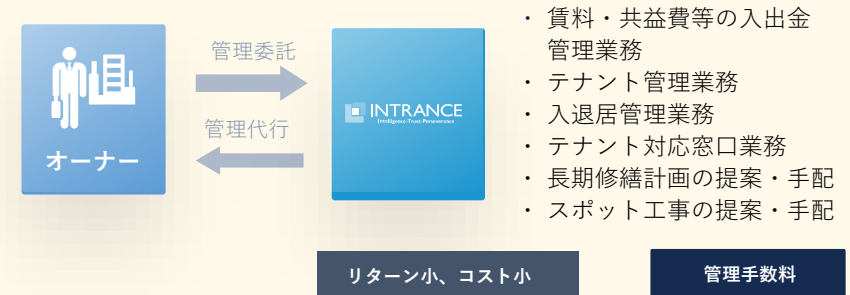 オーナー
管理委託
管理代行
INTRANCE
Intelligence·Trust·Perseverance
・ 賃料・共益費等の入出金
管理業務
・ テナント管理業務
・ 入退居管理業務
・ テナント対応窓口業務
・ 長期修繕計画の提案・手配
・ スポット工事の提案・手配
リターン小、コスト小
管理手数料